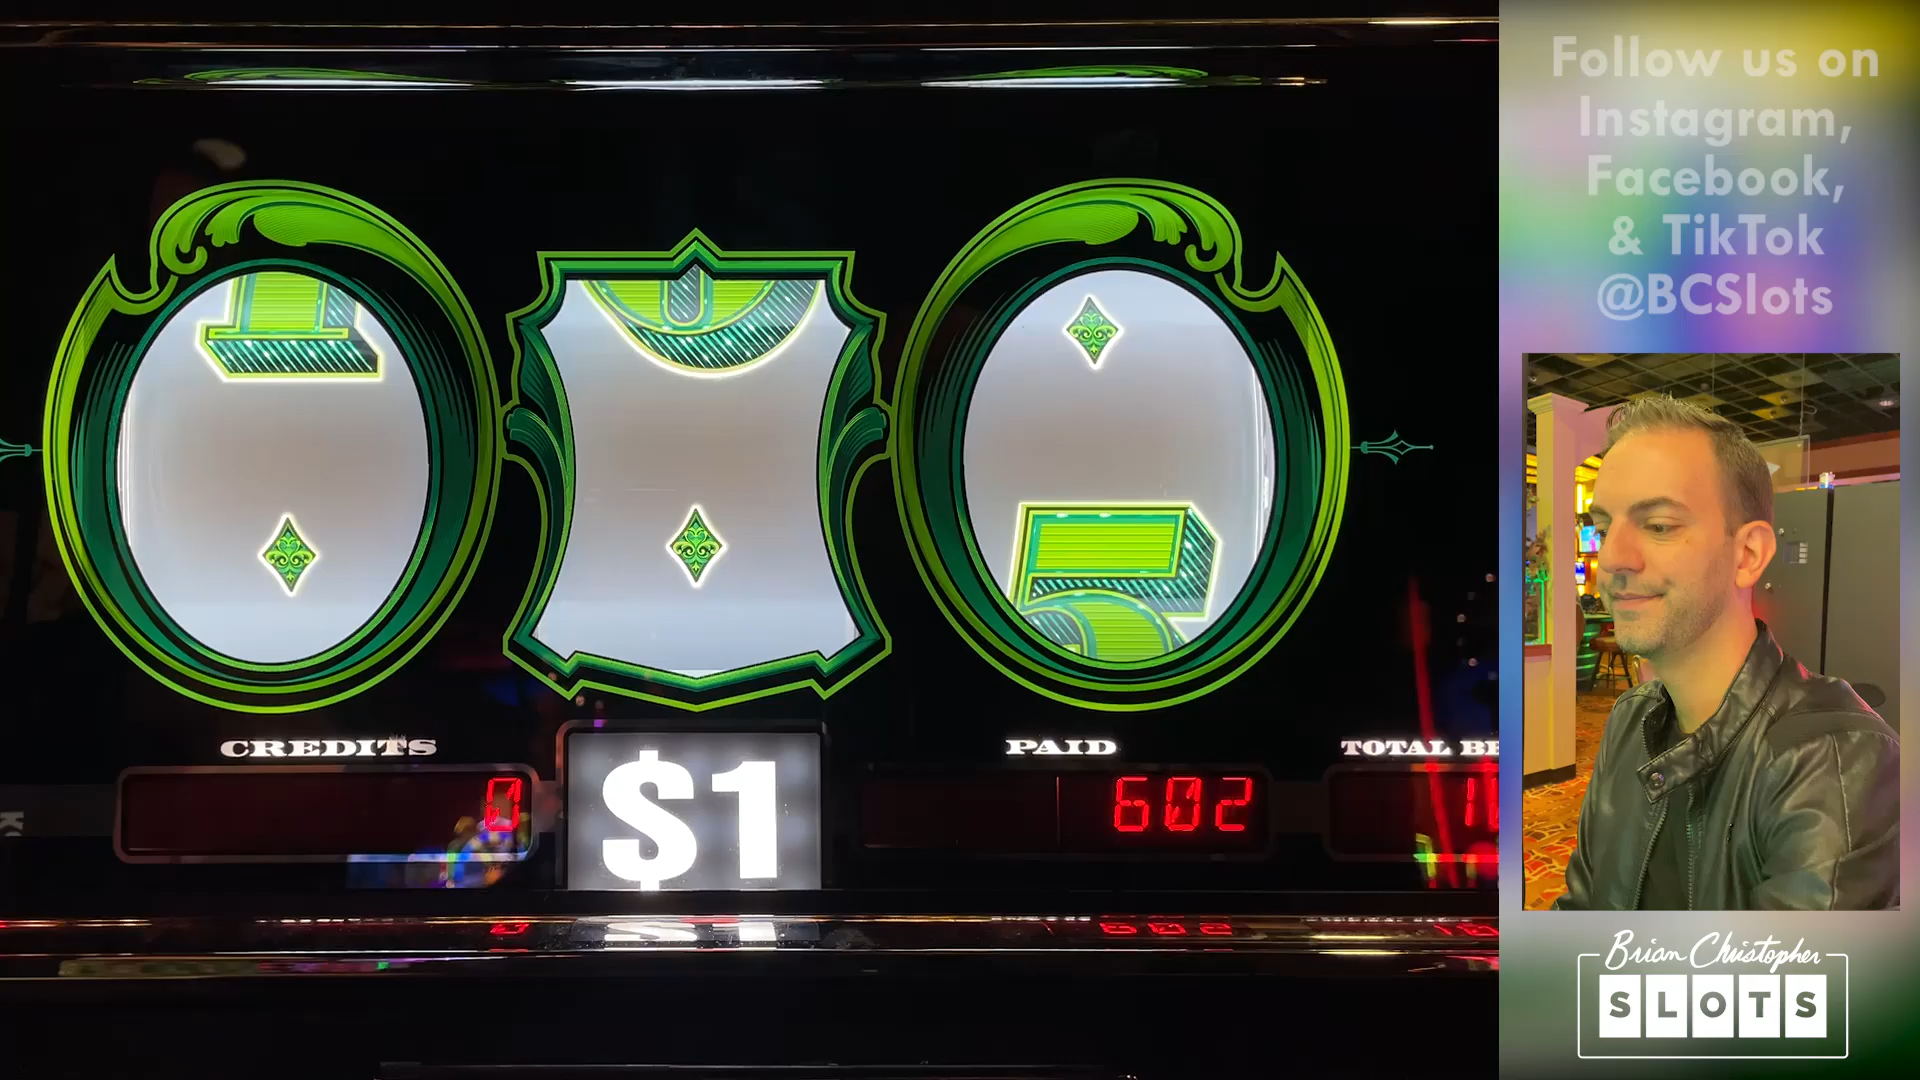 Follow us on
Instagram,
Facebook,
& TikTok
@BCSlots
CREDITS
PAID
0
$1
602
Brian Christopher
SLOTS